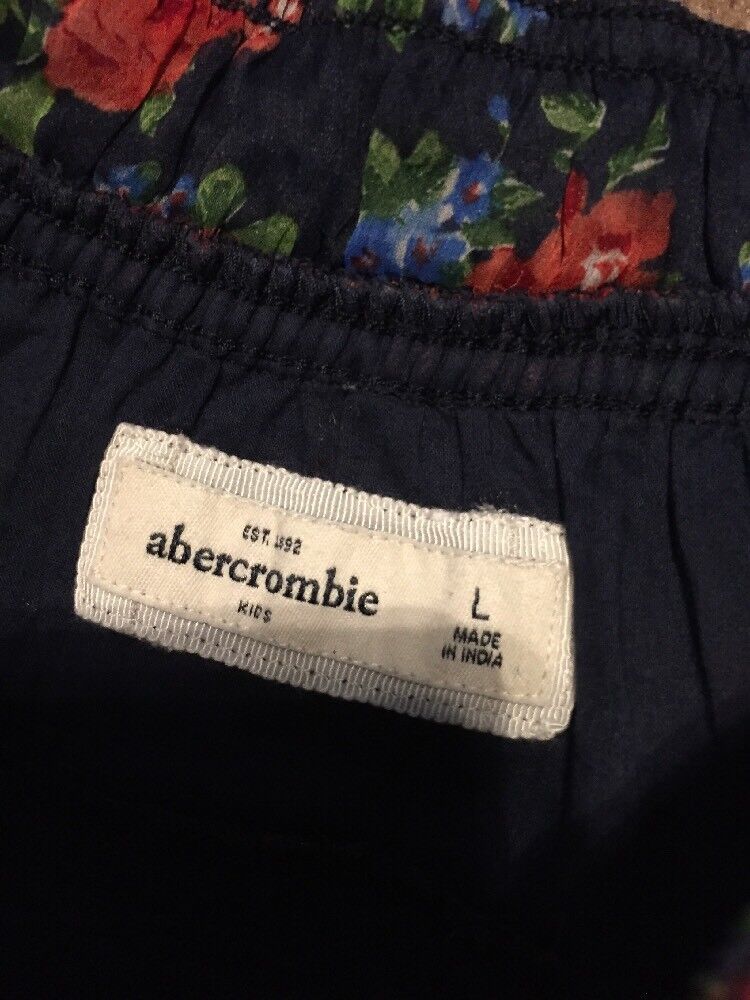 EST. 1892
abercrombie
KIDS
L
MADE
IN INDIA